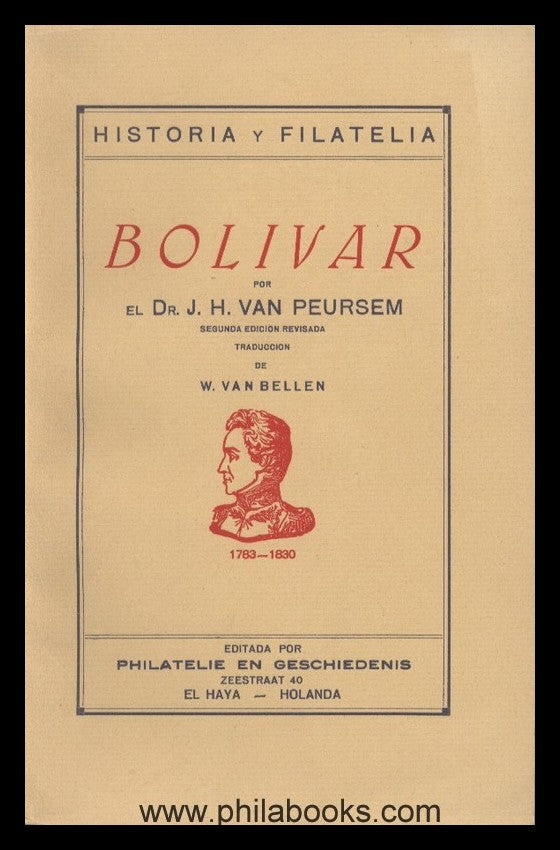 HISTORIA Y FILATELIA
BOLIVAR
POR
EL DR. J. H. VAN PEURSEM
SEGUNDA EDICION REVISADA
TRADUCCION
DE
W. VAN BELLEN
1783—1830
EDITADA POR
PHILATELIE EN GESCHIEDENIS
ZEESTRAAT 40
EL HAYA — HOLANDA
www.philabooks.com